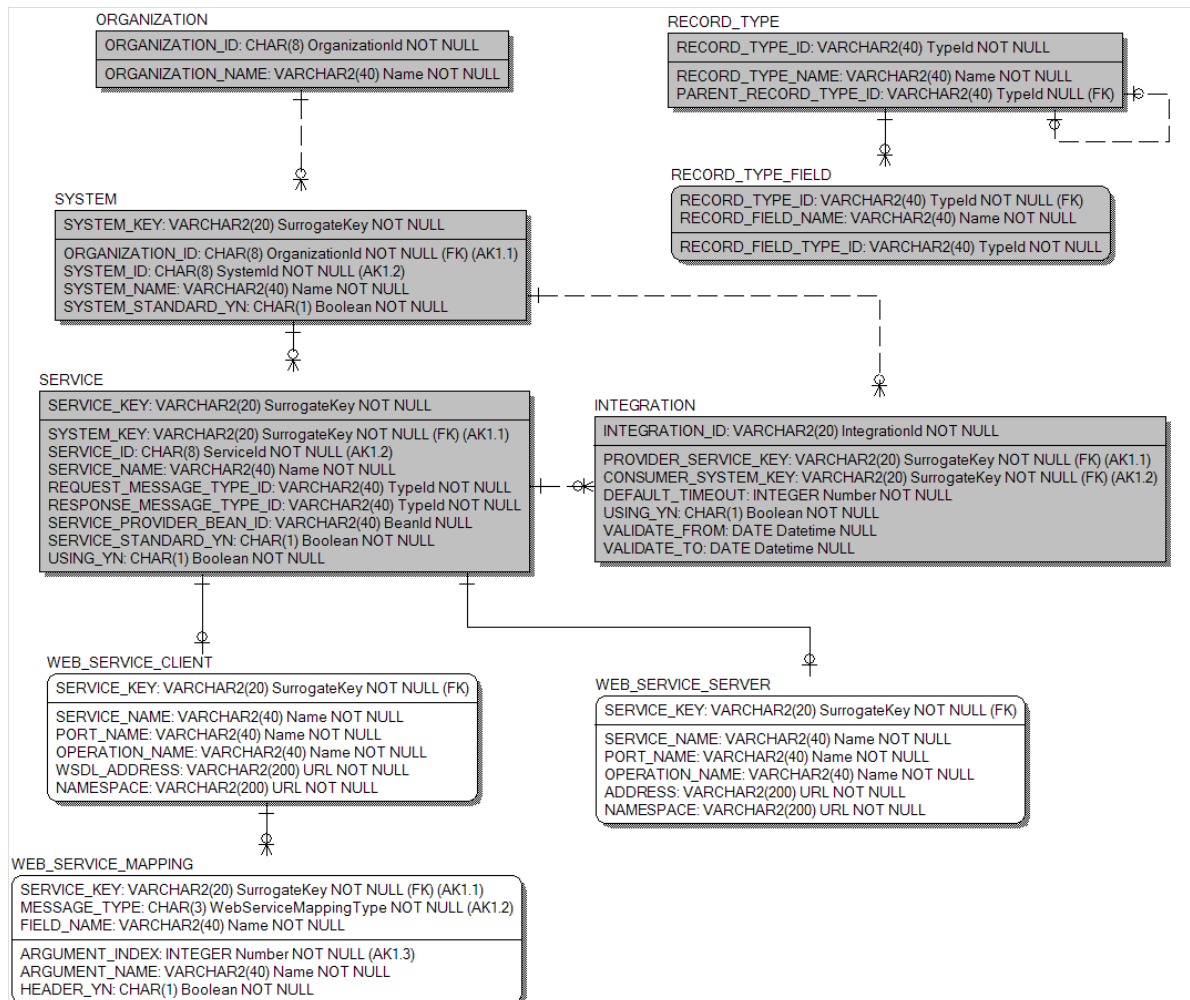 ORGANIZATION
ORGANIZATION_ID: CHAR(8) OrganizationId NOT NULL
ORGANIZATION_NAME: VARCHAR2(40) Name NOT NULL
RECORD_TYPE
RECORD_TYPE_ID: VARCHAR2(40) TypeId NOT NULL
RECORD_TYPE_NAME: VARCHAR2(40) Name NOT NULL
PARENT_RECORD_TYPE_ID: VARCHAR2(40) TypeId NULL (FK)
RECORD_TYPE_FIELD
RECORD_TYPE_ID: VARCHAR2(40) TypeId NOT NULL (FK)
RECORD_FIELD_NAME: VARCHAR2(40) Name NOT NULL
RECORD_FIELD_TYPE_ID: VARCHAR2(40) TypeId NOT NULL
SYSTEM
SYSTEM_KEY: VARCHAR2(20) SurrogateKey NOT NULL
ORGANIZATION_ID: CHAR(8) OrganizationId NOT NULL (FK) (AK1.1)
SYSTEM_ID: CHAR(8) SystemId NOT NULL (AK1.2)
SYSTEM_NAME: VARCHAR2(40) Name NOT NULL
SYSTEM_STANDARD_YN: CHAR(1) Boolean NOT NULL
SERVICE
SERVICE_KEY: VARCHAR2(20) SurrogateKey NOT NULL
SYSTEM_KEY: VARCHAR2(20) SurrogateKey NOT NULL (FK) (AK1.1)
SERVICE_ID: CHAR(8) ServiceId NOT NULL (AK1.2)
SERVICE_NAME: VARCHAR2(40) Name NOT NULL
REQUEST_MESSAGE_TYPE_ID: VARCHAR2(40) TypeId NOT NULL
RESPONSE_MESSAGE_TYPE_ID: VARCHAR2(40) TypeId NOT NULL
SERVICE_PROVIDER_BEAN_ID: VARCHAR2(40) BeanId NULL
SERVICE_STANDARD_YN: CHAR(1) Boolean NOT NULL
USING_YN: CHAR(1) Boolean NOT NULL
INTEGRATION
INTEGRATION_ID: VARCHAR2(20) IntegrationId NOT NULL
PROVIDER_SERVICE_KEY: VARCHAR2(20) SurrogateKey NOT NULL (FK) (AK1.1)
CONSUMER_SYSTEM_KEY: VARCHAR2(20) SurrogateKey NOT NULL (FK) (AK1.2)
DEFAULT_TIMEOUT: INTEGER Number NOT NULL
USING_YN: CHAR(1) Boolean NOT NULL
VALIDATE_FROM: DATE Datetime NULL
VALIDATE_TO: DATE Datetime NULL
WEB_SERVICE_CLIENT
SERVICE_KEY: VARCHAR2(20) SurrogateKey NOT NULL (FK)
SERVICE_NAME: VARCHAR2(40) Name NOT NULL
PORT_NAME: VARCHAR2(40) Name NOT NULL
OPERATION_NAME: VARCHAR2(40) Name NOT NULL
WSDL_ADDRESS: VARCHAR2(200) URL NOT NULL
NAMESPACE: VARCHAR2(200) URL NOT NULL
WEB_SERVICE_SERVER
SERVICE_KEY: VARCHAR2(20) SurrogateKey NOT NULL (FK)
SERVICE_NAME: VARCHAR2(40) Name NOT NULL
PORT_NAME: VARCHAR2(40) Name NOT NULL
OPERATION_NAME: VARCHAR2(40) Name NOT NULL
ADDRESS: VARCHAR2(200) URL NOT NULL
NAMESPACE: VARCHAR2(200) URL NOT NULL
WEB_SERVICE_MAPPING
SERVICE_KEY: VARCHAR2(20) SurrogateKey NOT NULL (FK) (AK1.1)
MESSAGE_TYPE: CHAR(3) WebServiceMappingType NOT NULL (AK1.2)
FIELD_NAME: VARCHAR2(40) Name NOT NULL
ARGUMENT_INDEX: INTEGER Number NOT NULL (AK1.3)
ARGUMENT_NAME: VARCHAR2(40) Name NOT NULL
HEADER_YN: CHAR(1) Boolean NOT NULL